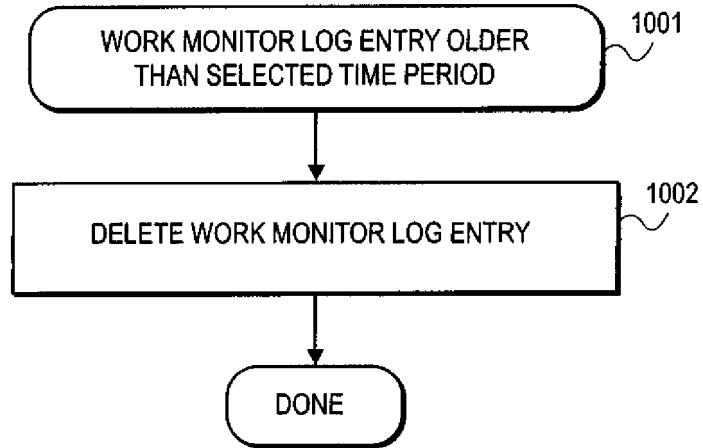 WORK MONITOR LOG ENTRY OLDER
THAN SELECTED TIME PERIOD
1001
DELETE WORK MONITOR LOG ENTRY
1002
DONE